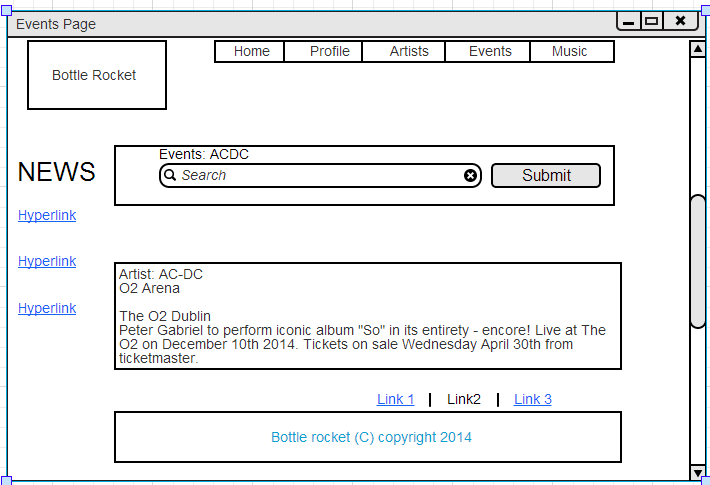 Events Page
Bottle Rocket
Home Profile Artists Events Music
NEWS
Events: ACDC
Search
Submit
Hyperlink
Hyperlink
Hyperlink
Artist: AC-DC
O2 Arena
The O2 Dublin
Peter Gabriel to perform iconic album "So" in its entirety - encore! Live at The
O2 on December 10th 2014. Tickets on sale Wednesday April 30th from
ticketmaster.
Link 1 | Link2 | Link 3
Bottle rocket (C) copyright 2014